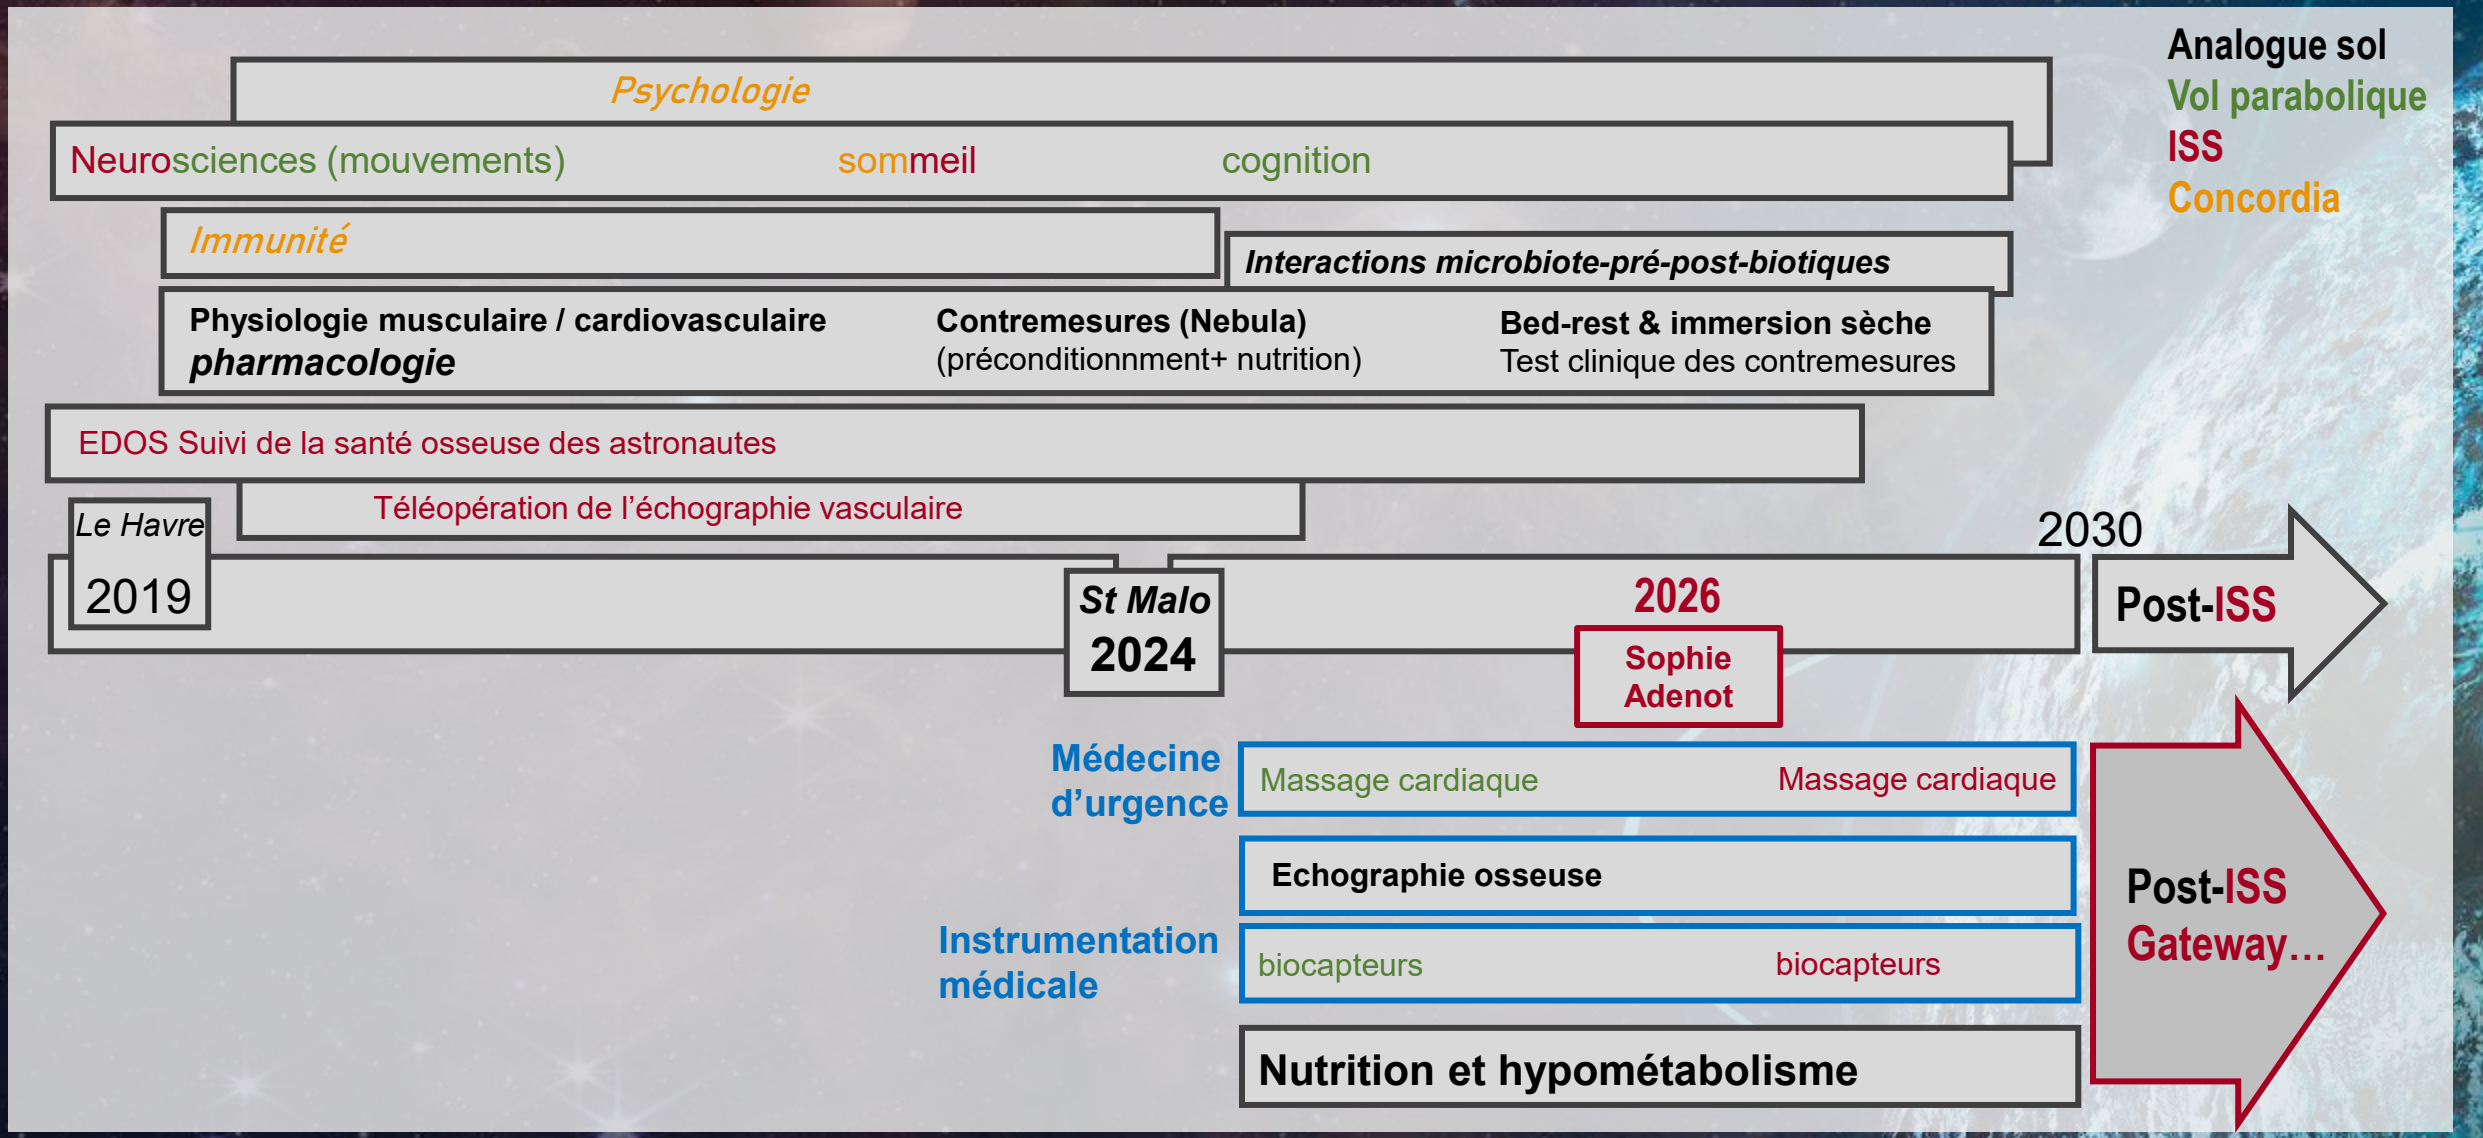 Analogue sol
Vol parabolique
ISS
Concordia
Psychologie
Neurosciences (mouvements) sommeil cognition
Immunité
Interactions microbiote-pré-post-biotiques
Physiologie musculaire / cardiovasculaire
pharmacologie
Contremesures (Nebula)
(préconditionnment+ nutrition)
Bed-rest & immersion sèche
Test clinique des contremesures
EDOS Suivi de la santé osseuse des astronautes
Téléopération de l’échographie vasculaire
Le Havre
2019
St Malo
2024
2026
Sophie
Adenot
2030
Post-ISS
Médecine
d’urgence
Massage cardiaque Massage cardiaque
Echographie osseuse
Instrumentation
médicale
biocapteurs biocapteurs
Nutrition et hypométabolisme
Post-ISS
Gateway…